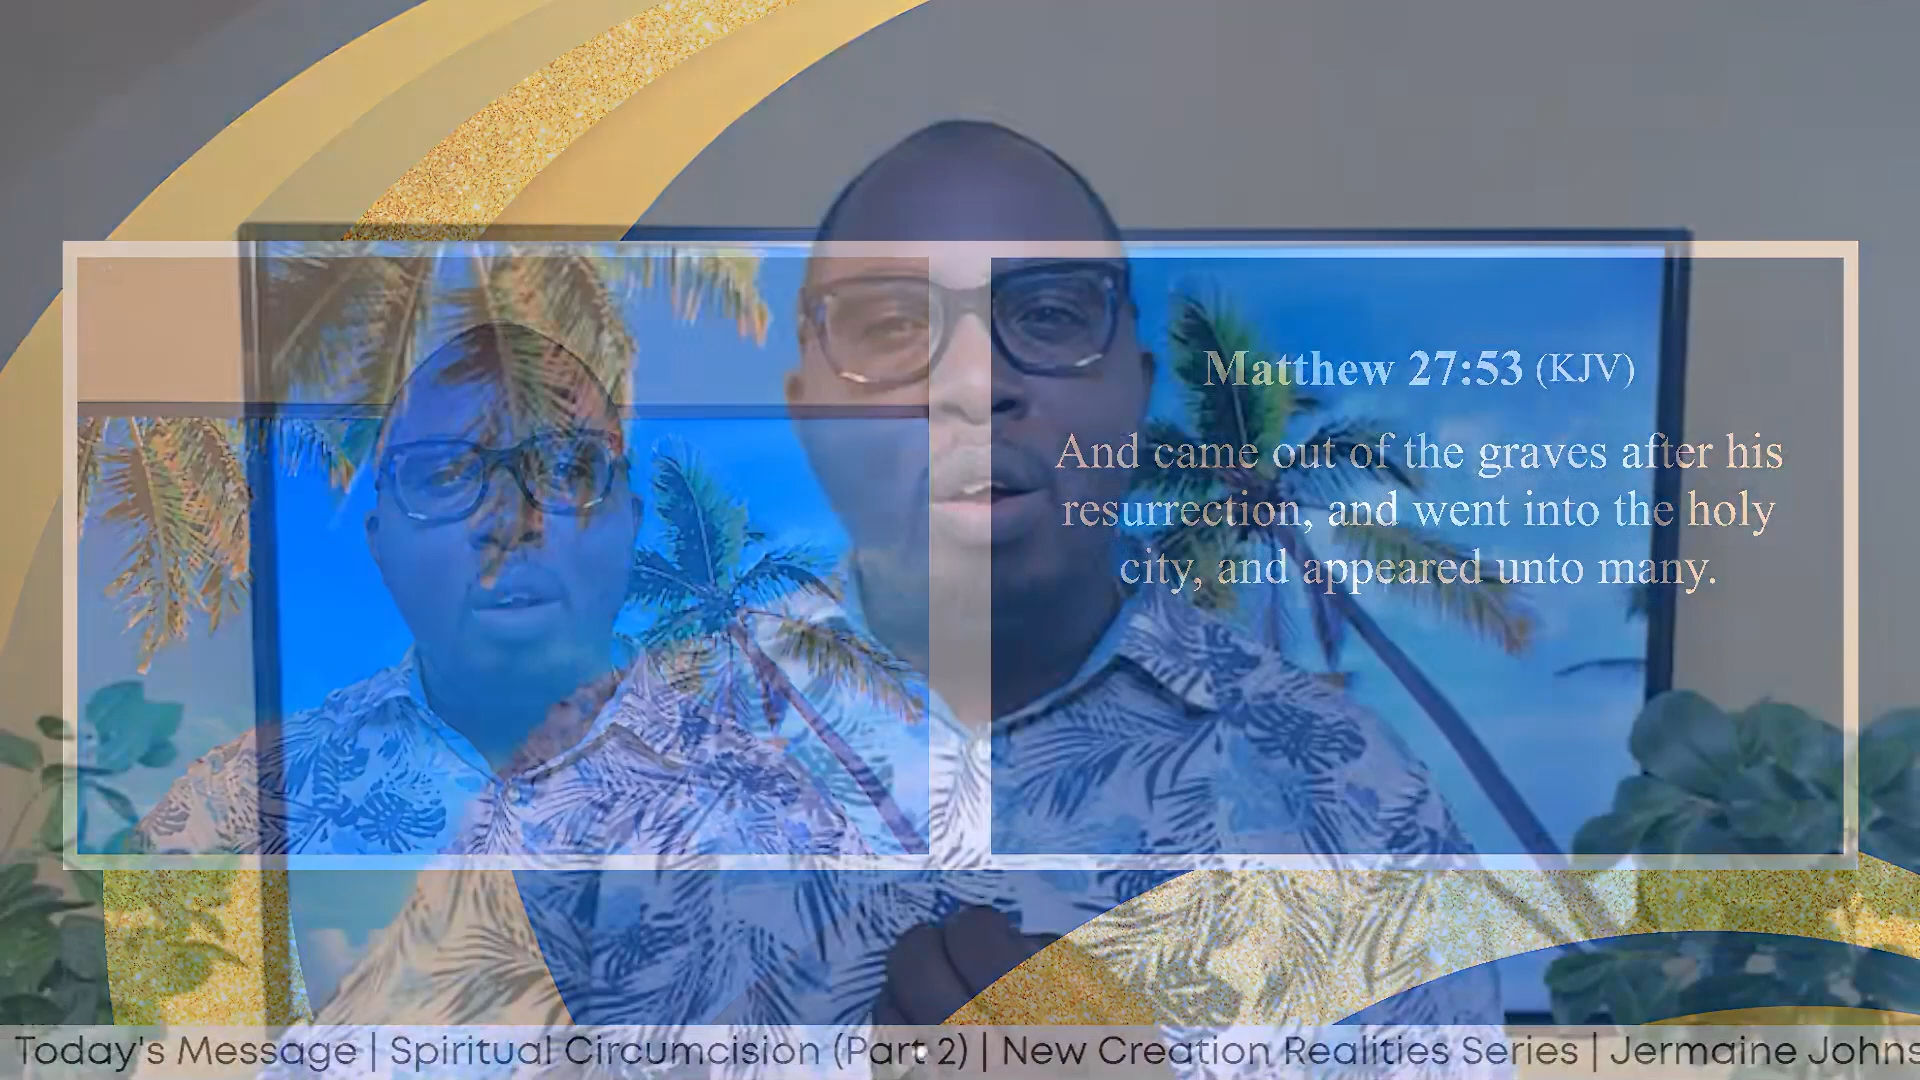 Matthew 27:53 (KJV)
And came out of the graves after his
resurrection, and went into the holy
city, and appeared unto many.
Today's Message | Spiritual Circumcision (Part 2) | New Creation Realities Series | Jermaine Johns